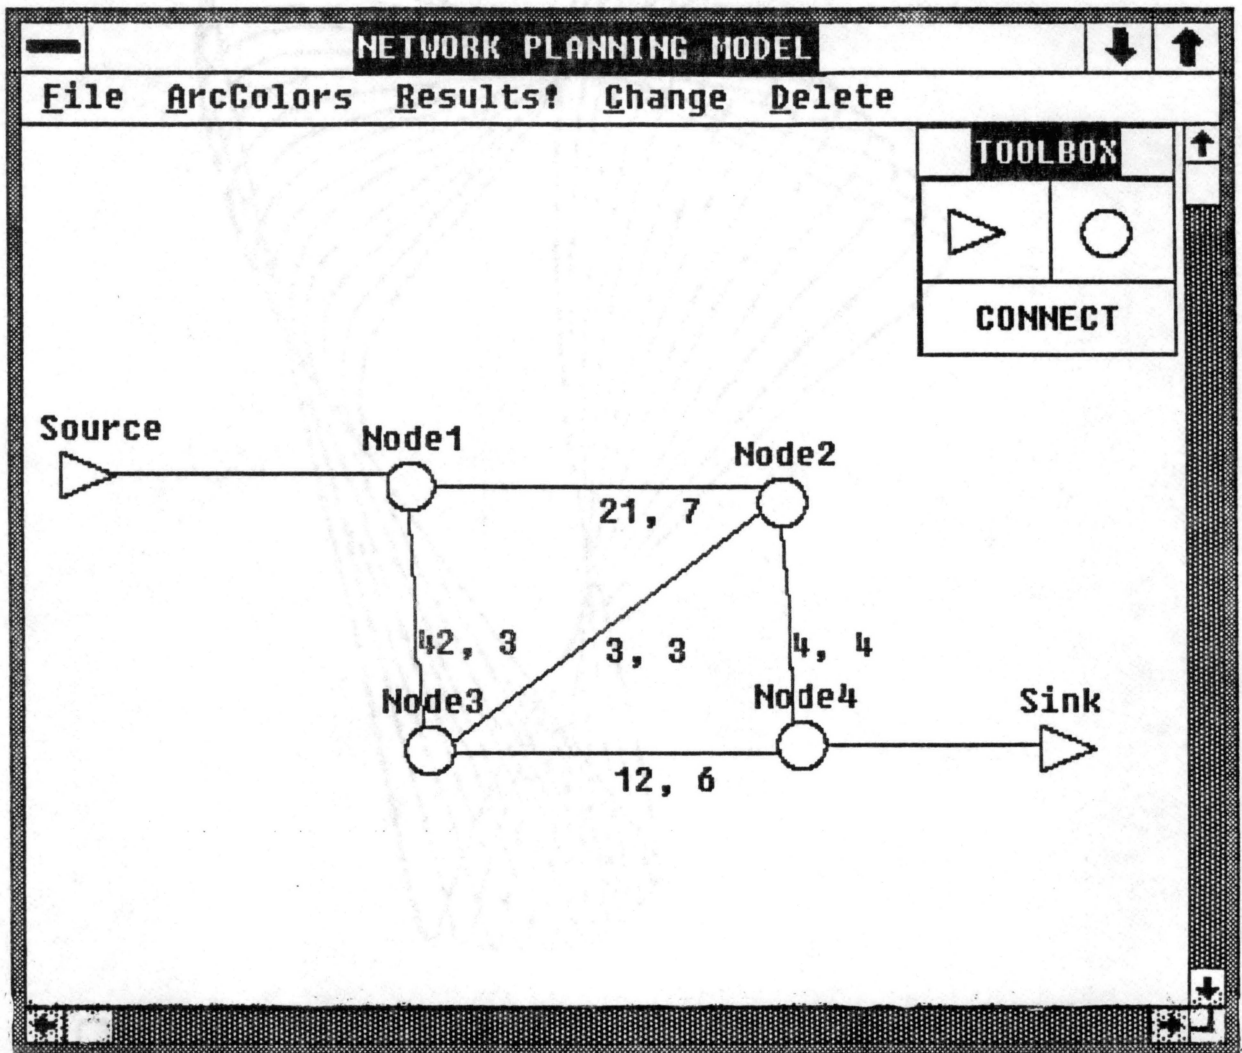 NETWORK PLANNING MODEL
File ArcColors Results! Change Delete
TOOLBOX
CONNECT
Source
Node1
Node2
21, 7
42, 3
3, 3
4, 4
Node3
Node4
Sink
12, 6